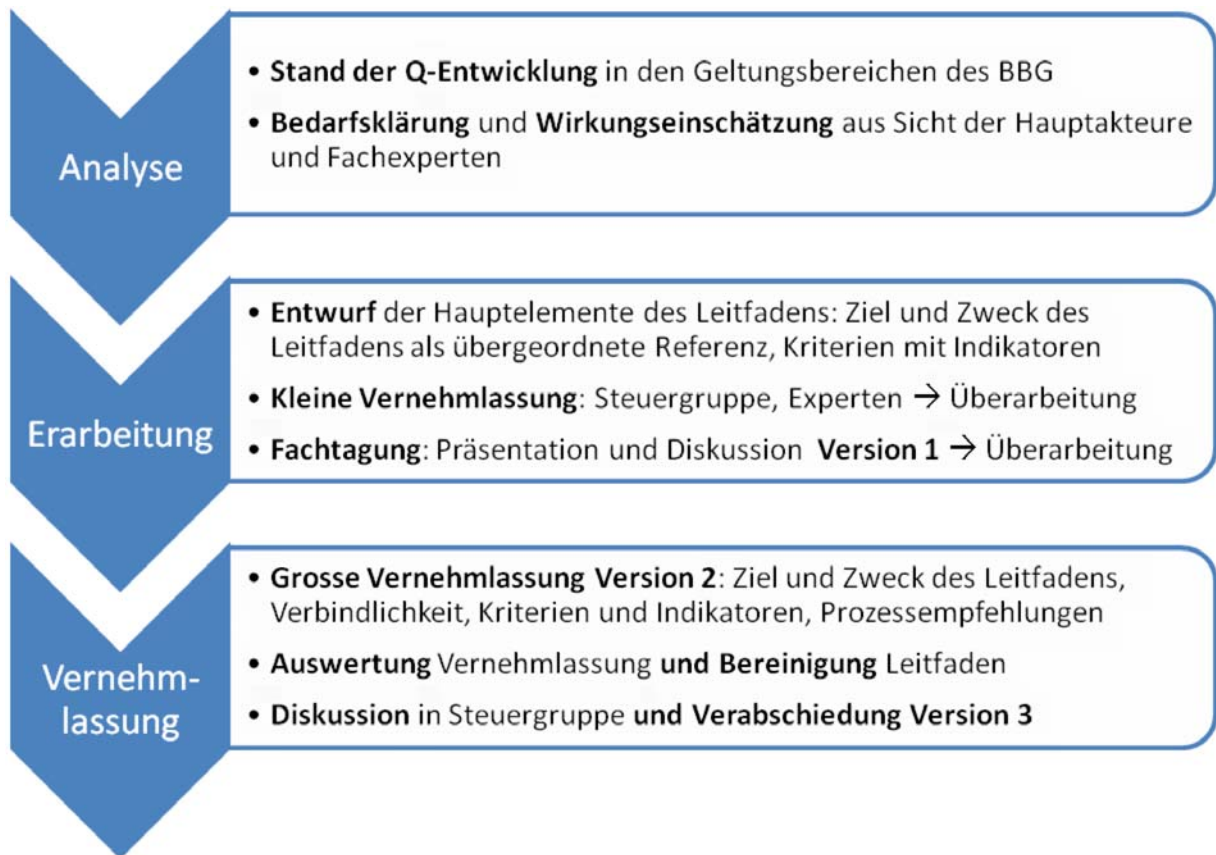 Analyse
• Stand der Q-Entwicklung in den Geltungsbereichen des BBG
• Bedarfsklärung und Wirkungseinschätzung aus Sicht der Hauptakteure
und Fachexperten
Erarbeitung
• Entwurf der Hauptelemente des Leitfadens: Ziel und Zweck des
Leitfadens als übergeordnete Referenz, Kriterien mit Indikatoren
• Kleine Vernehmlassung: Steuergruppe, Experten → Überarbeitung
• Fachtagung: Präsentation und Diskussion Version 1 → Überarbeitung
Vernehm-
lassung
• Grosse Vernehmlassung Version 2: Ziel und Zweck des Leitfadens,
Verbindlichkeit, Kriterien und Indikatoren, Prozessempfehlungen
• Auswertung Vernehmlassung und Bereinigung Leitfaden
• Diskussion in Steuergruppe und Verabschiedung Version 3